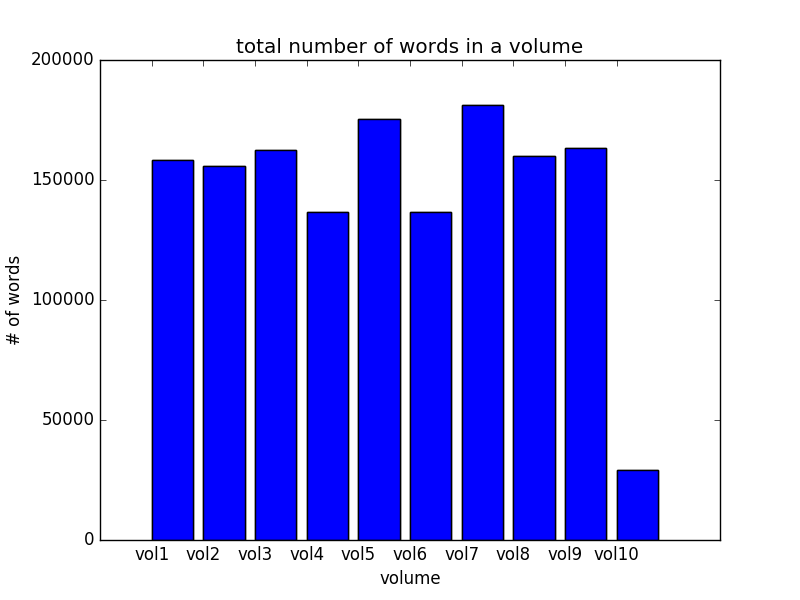 total number of words in a volume
200000
150000
100000
50000
0
# of words
vol1 vol2 vol3 vol4 vol5 vol6 vol7 vol8 vol9 vol10
volume